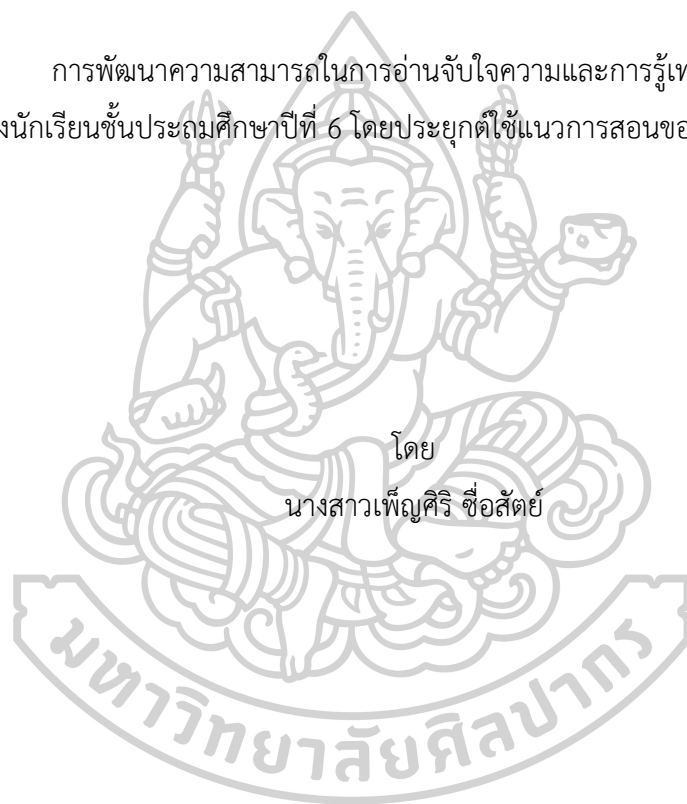 การพัฒนาความสามารถในการอ่านจับใจความและการรู้
นักเรียนชั้นประถมศึกษาปีที่ 6 โดยประยุกต์ใช้แนวการสอน
โดย
นางสาวเพ็ญศิริ ซื่อสัตย์
มหาวิทยาลัยศิลปากร